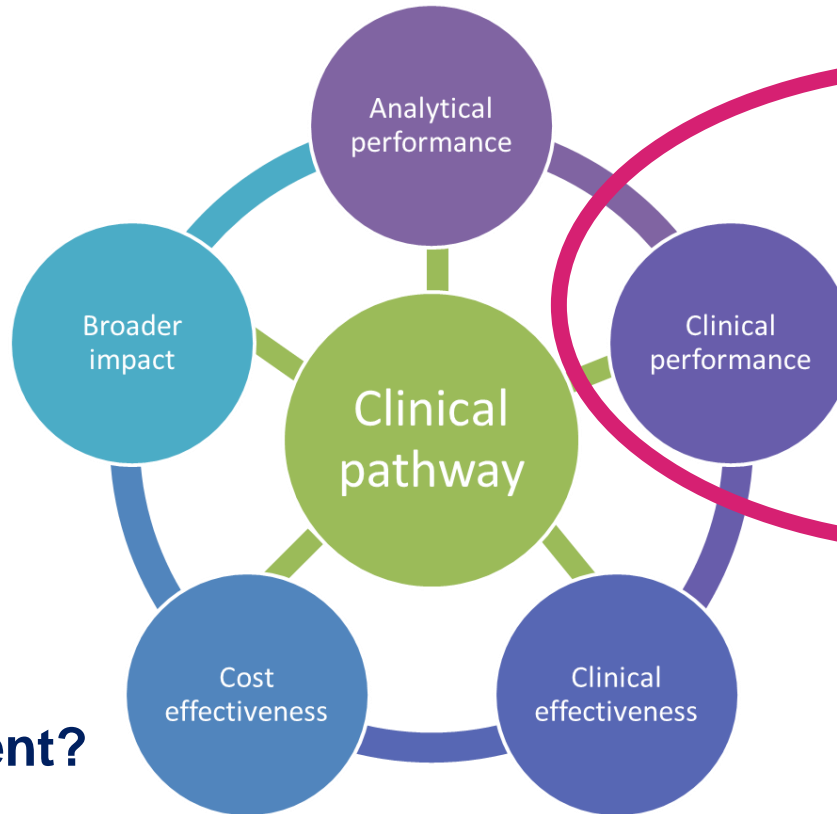 Analytical
performance
Broader
impact
Clinical
performance
Clinical
pathway
Cost
effectiveness
Clinical
effectiveness
ent?